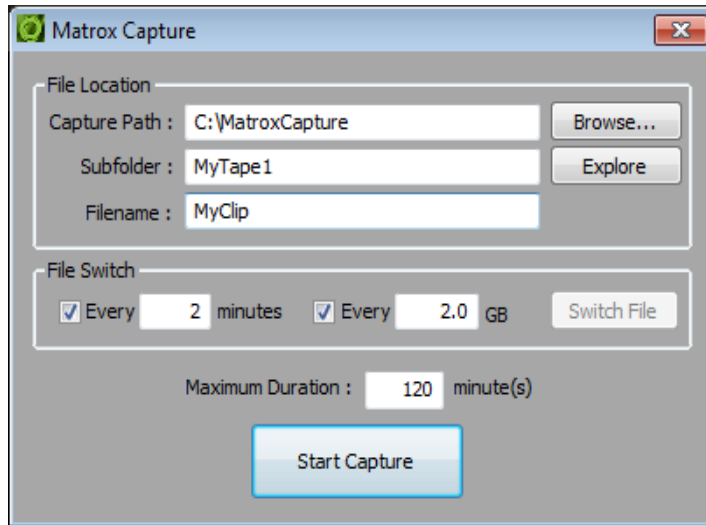 Matrox Capture
File Location
Capture Path : C:\MatroxCapture Browse...
Subfolder : MyTape1 Explore
Filename : MyClip
File Switch
Every 2 minutes Every 2.0 GB Switch File
Maximum Duration : 120 minute(s)
Start Capture